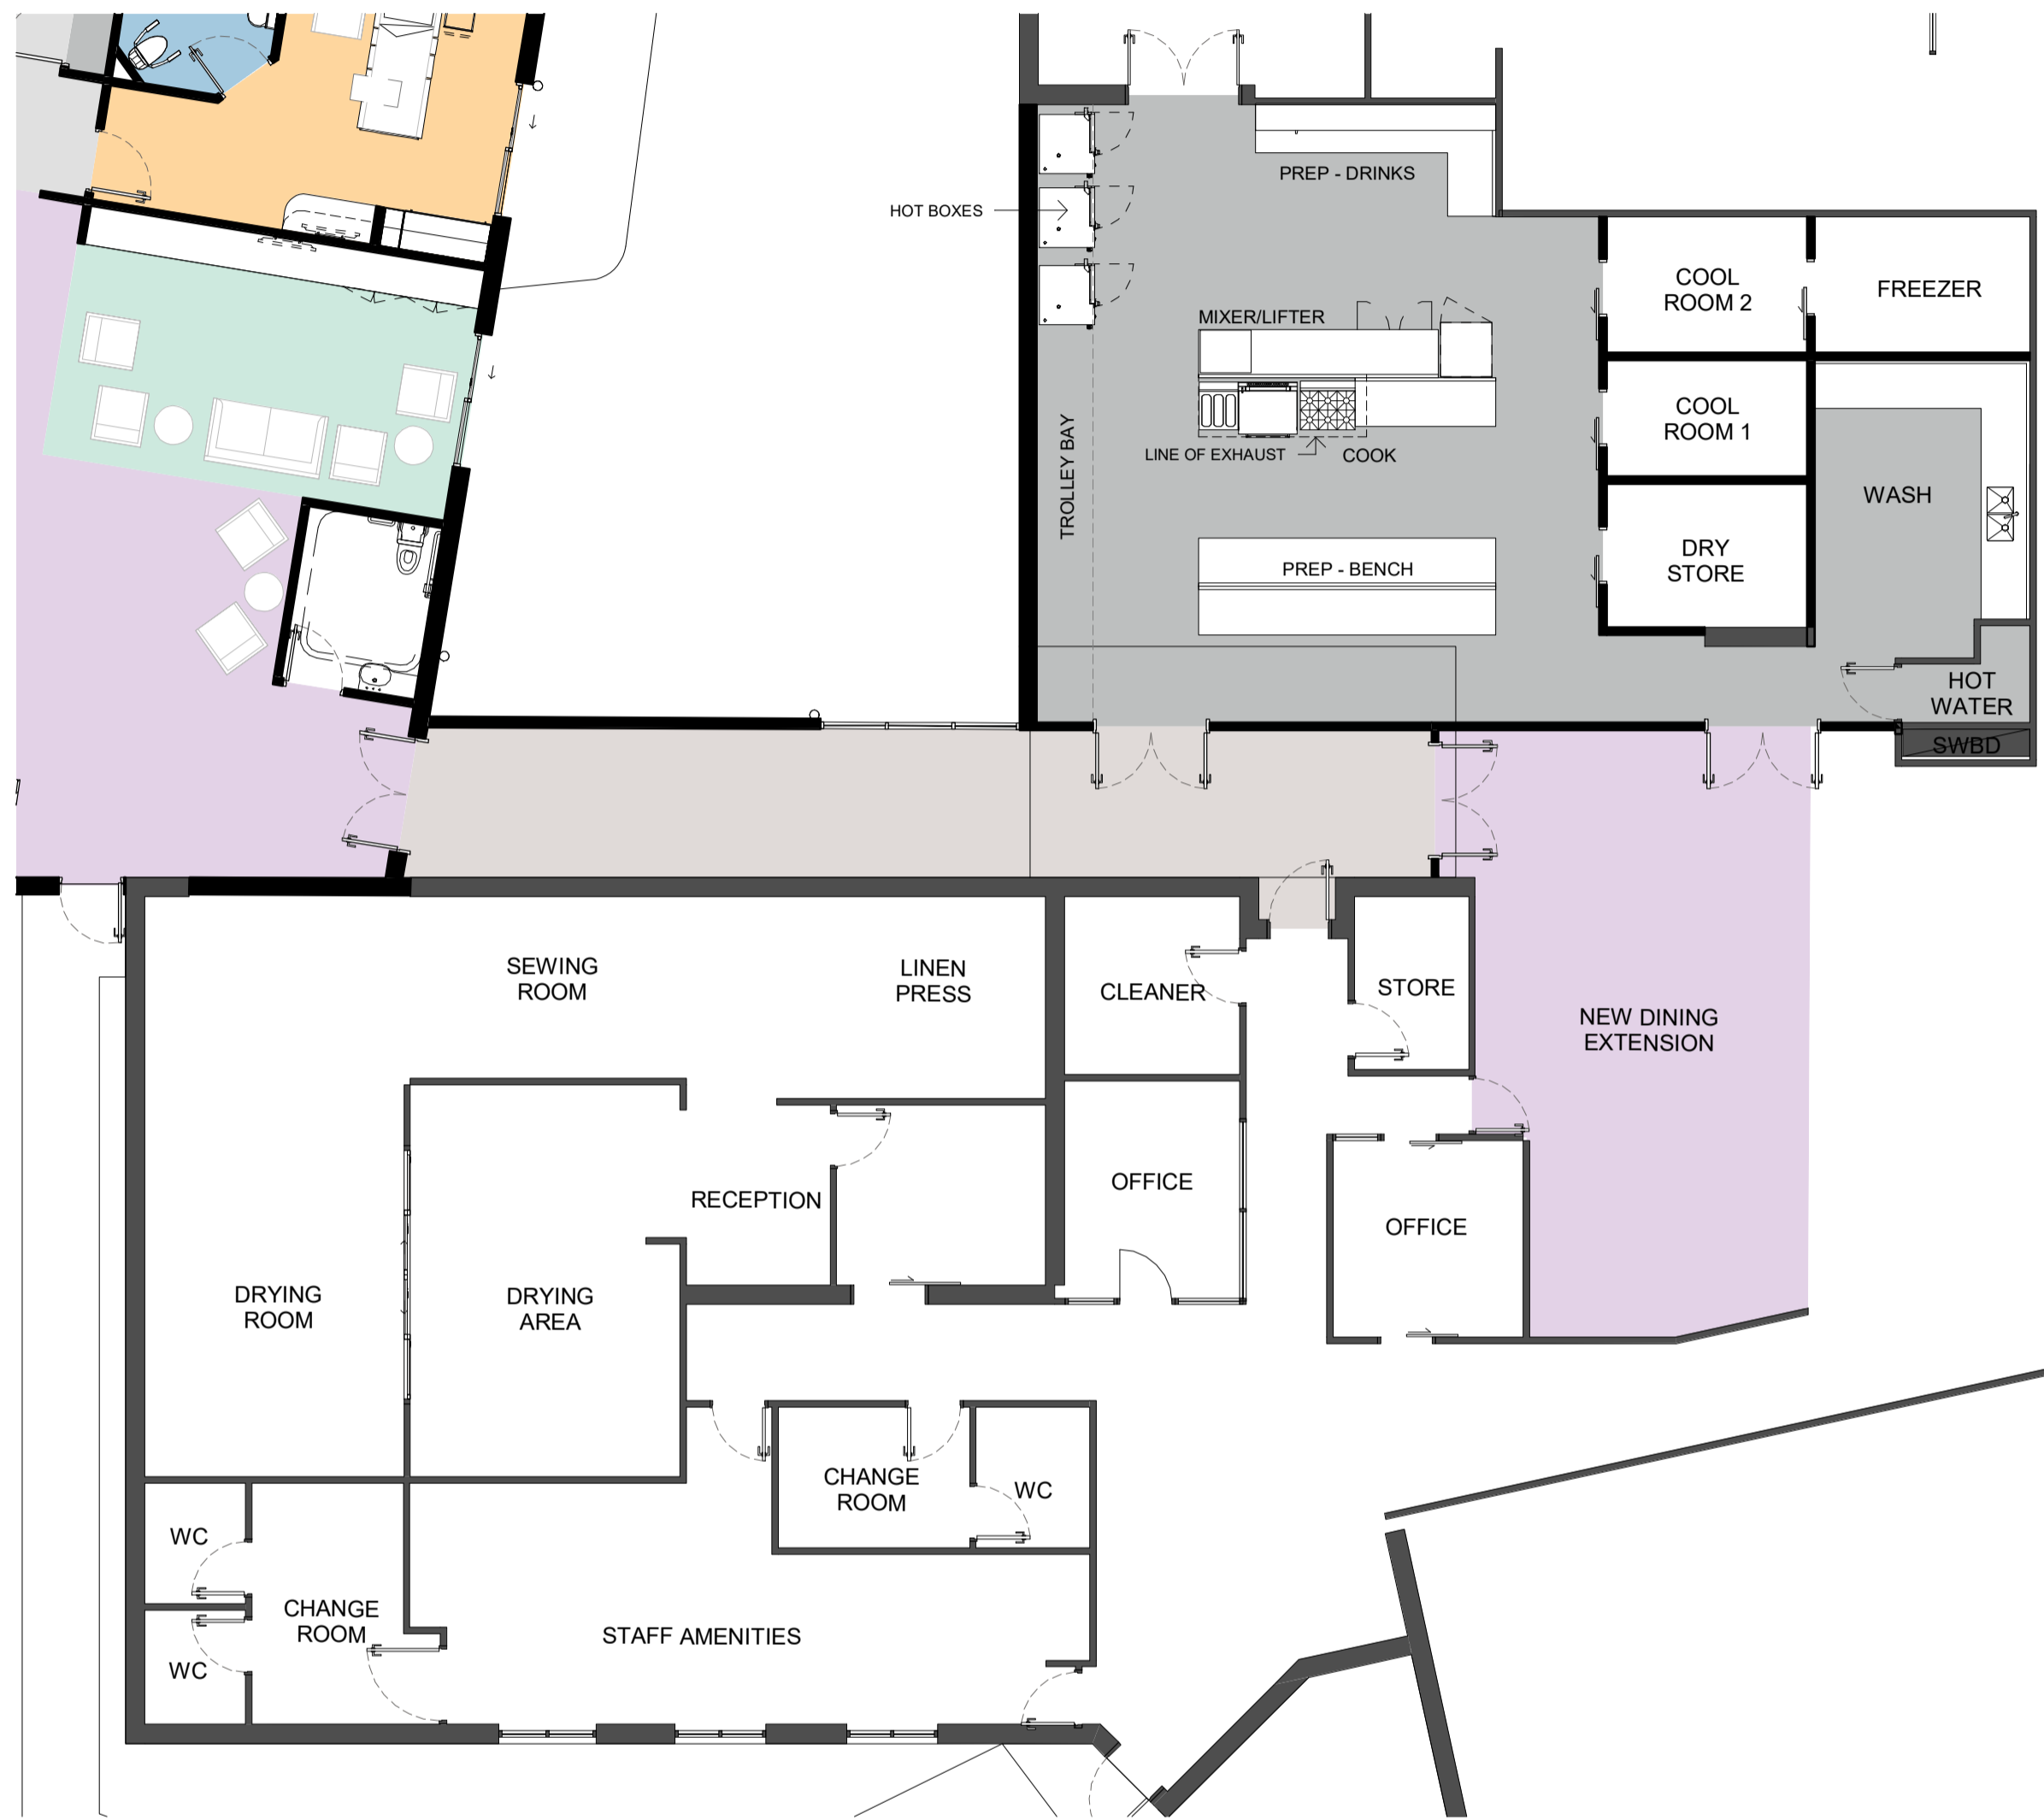 PREP - DRINKS
HOT BOXES
COOL
ROOM 2
FREEZER
MIXER/LIFTER
COOL
ROOM 1
LINE OF EXHAUST
COOK
TROLLEY BAY
WASH
DRY
STORE
PREP - BENCH
HOT
WATER
SWBD
SEWING
ROOM
LINEN
PRESS
CLEANER
STORE
NEW DINING
EXTENSION
RECEPTION
OFFICE
OFFICE
DRYING
ROOM
DRYING
AREA
CHANGE
ROOM
WC
WC
CHANGE
ROOM
STAFF AMENITIES
WC